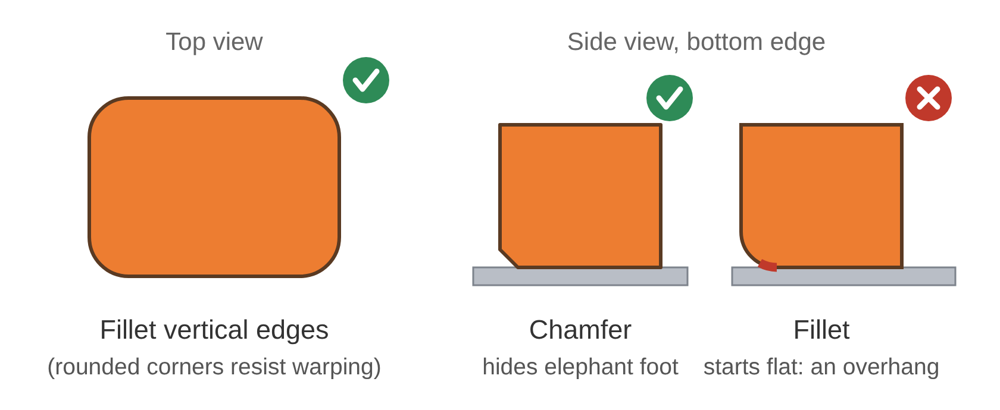 Top view
Side view, bottom edge
Fillet vertical edges
(rounded corners resist warping)
Chamfer
hides elephant foot
Fillet
starts flat: an overhang